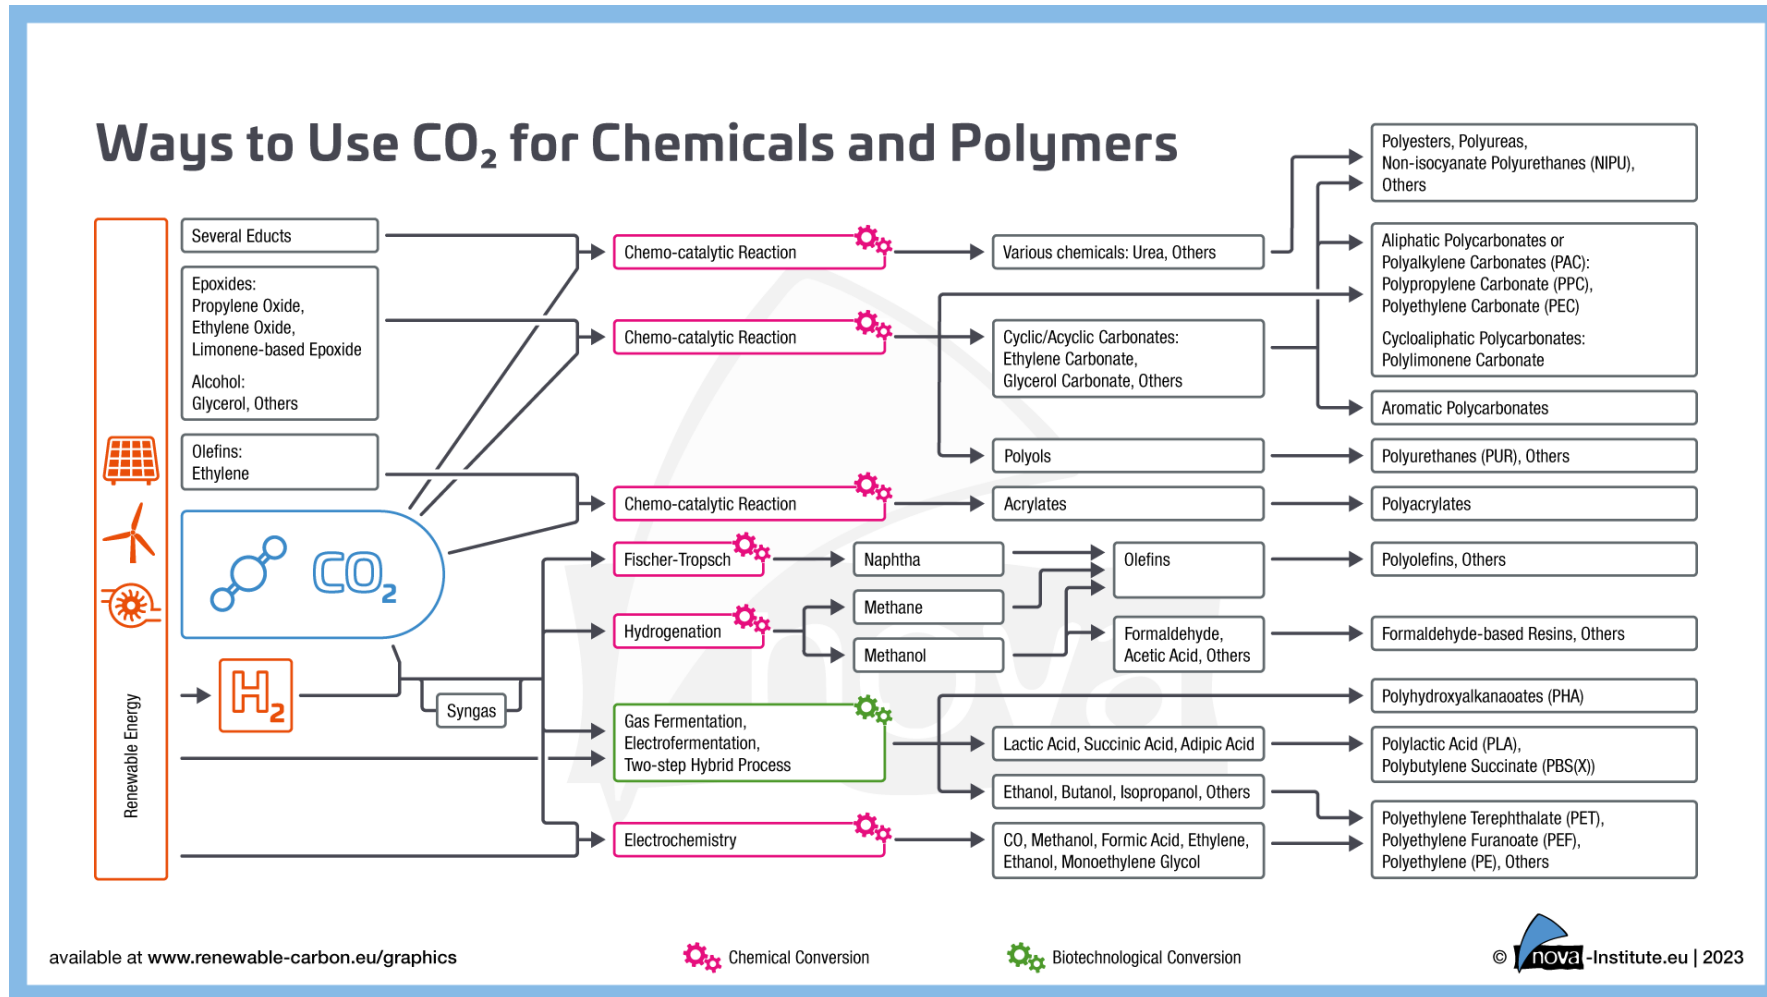 Ways to Use CO₂ for Chemicals and Polymers
Renewable Energy
Several Educts
Epoxides:
Propylene Oxide,
Ethylene Oxide,
Limonene-based Epoxide
Alcohol:
Glycerol, Others
Olefins:
Ethylene
CO₂
H₂
Syngas
Chemo-catalytic Reaction
Chemo-catalytic Reaction
Chemo-catalytic Reaction
Fischer-Tropsch
Hydrogenation
Gas Fermentation,
Electrofermentation,
Two-step Hybrid Process
Electrochemistry
Naphtha
Methane
Methanol
Various chemicals: Urea, Others
Cyclic/Acyclic Carbonates:
Ethylene Carbonate,
Glycerol Carbonate, Others
Polyols
Acrylates
Olefins
Formaldehyde,
Acetic Acid, Others
Lactic Acid, Succinic Acid, Adipic Acid
Ethanol, Butanol, Isopropanol, Others
CO, Methanol, Formic Acid, Ethylene,
Ethanol, Monoethylene Glycol
Polyesters, Polyureas,
Non-isocyanate Polyurethanes (NIPU),
Others
Aliphatic Polycarbonates or
Polyalkylene Carbonates (PAC):
Polypropylene Carbonate (PPC),
Polyethylene Carbonate (PEC)
Cycloaliphatic Polycarbonates:
Polylimonene Carbonate
Aromatic Polycarbonates
Polyurethanes (PUR), Others
Polyacrylates
Polyolefins, Others
Formaldehyde-based Resins, Others
Polyhydroxyalkanaoates (PHA)
Polylactic Acid (PLA),
Polybutylene Succinate (PBS(X))
Polyethylene Terephthalate (PET),
Polyethylene Furanoate (PEF),
Polyethylene (PE), Others
nova
available at www.renewable-carbon.eu/graphics
Chemical Conversion
Biotechnological Conversion
© nova-Institute.eu | 2023